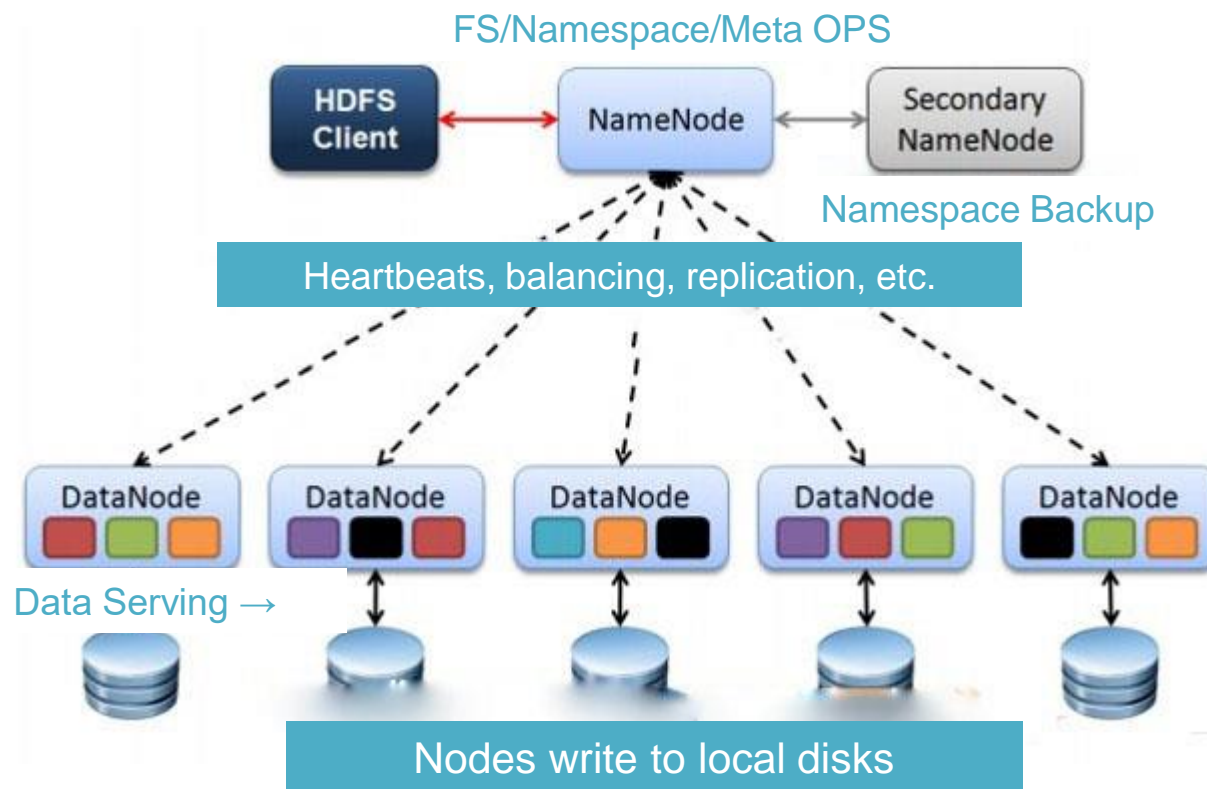 FS/Namespace/Meta OPS
HDFS
Client
NameNode
Secondary
NameNode
Namespace Backup
Heartbeats, balancing, replication, etc.
DataNode
DataNode
DataNode
DataNode
DataNode
Data Serving →
Nodes write to local disks